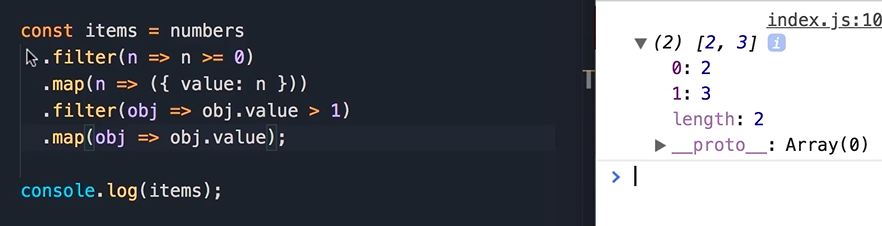 const items = numbers
.filter(n => n >= 0)
.map(n => ({ value: n }))
.filter(obj => obj.value > 1)
.map(obj => obj.value);
console.log(items);
index.js:10
▼ (2) [2, 3] i
0: 2
1: 3
length: 2
▶ __proto__: Array(0)
>